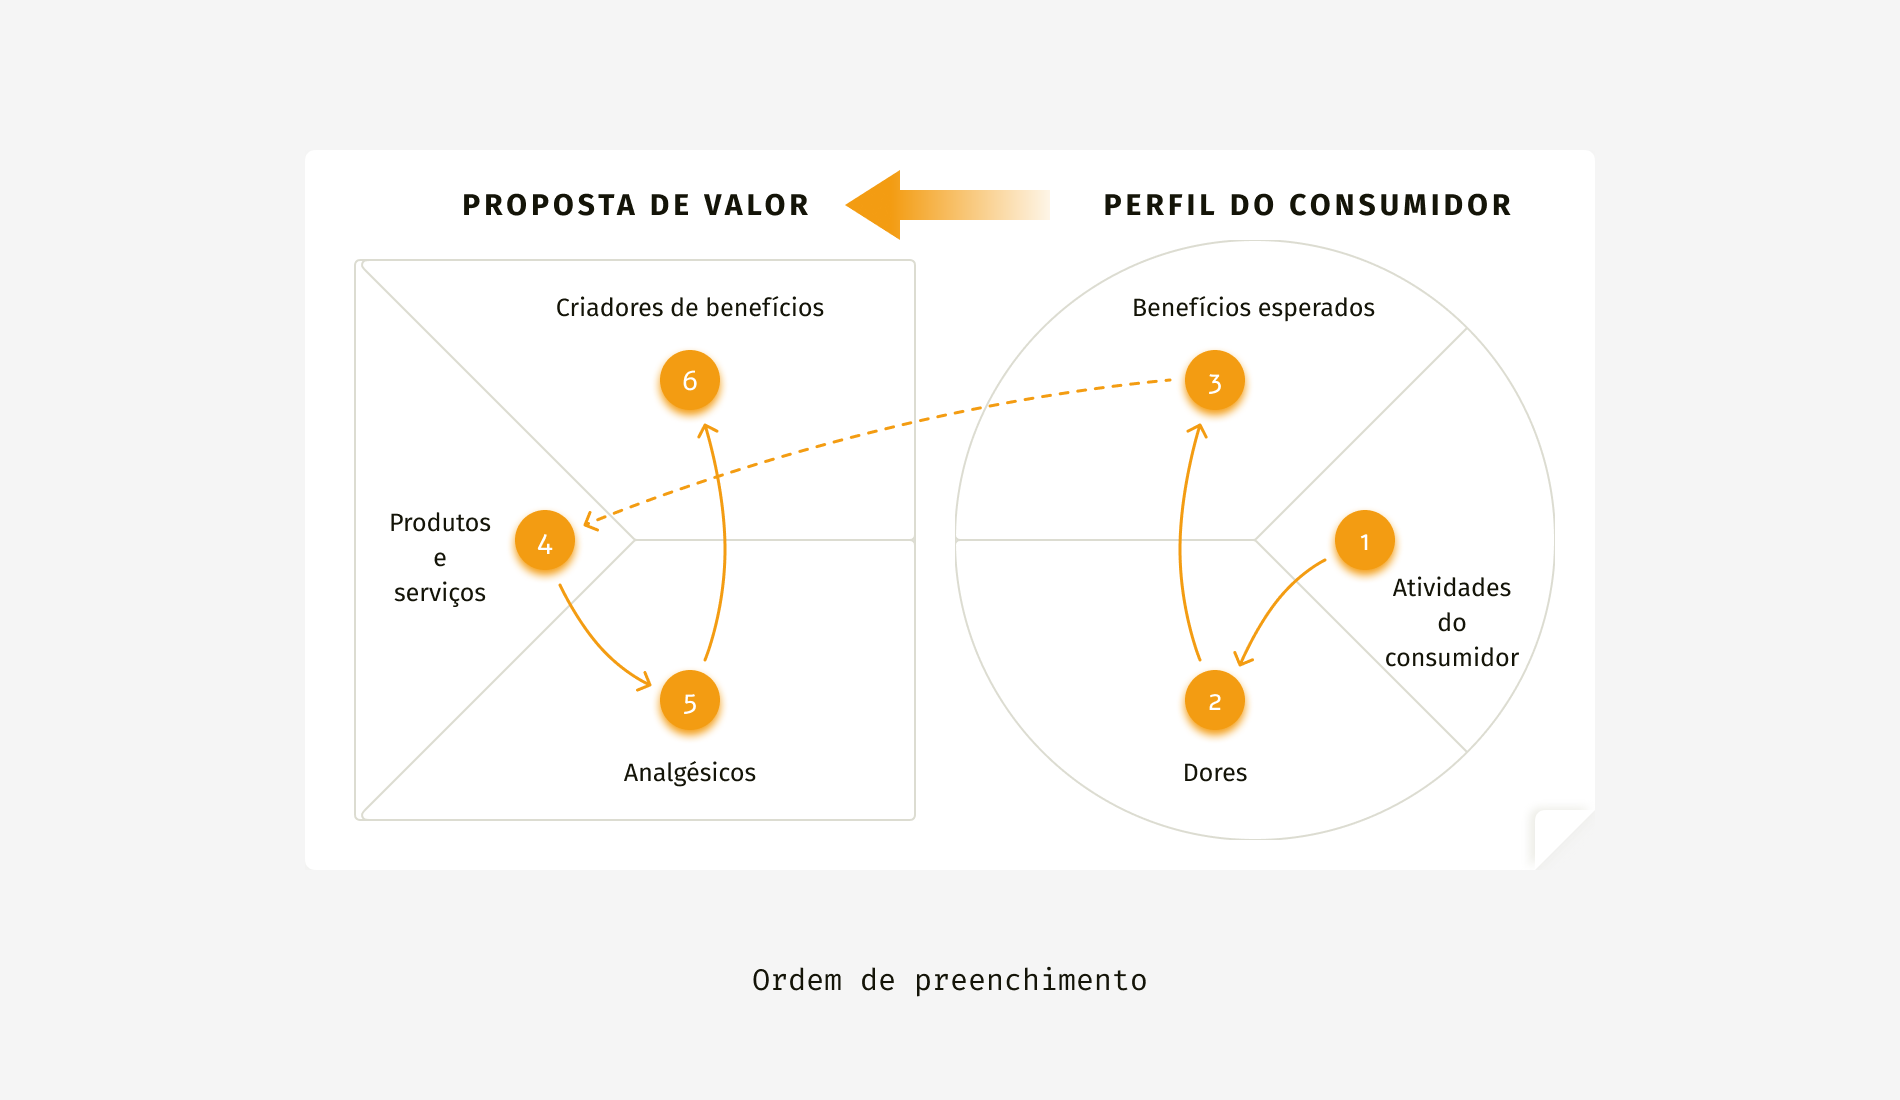 PROPOSTA DE VALOR
PERFIL DO CONSUMIDOR
Criadores de benefícios
6
Produtos
e
serviços
4
5
Analgésicos
Benefícios esperados
3
1
Atividades
do
consumidor
2
Dores
Ordem de preenchimento